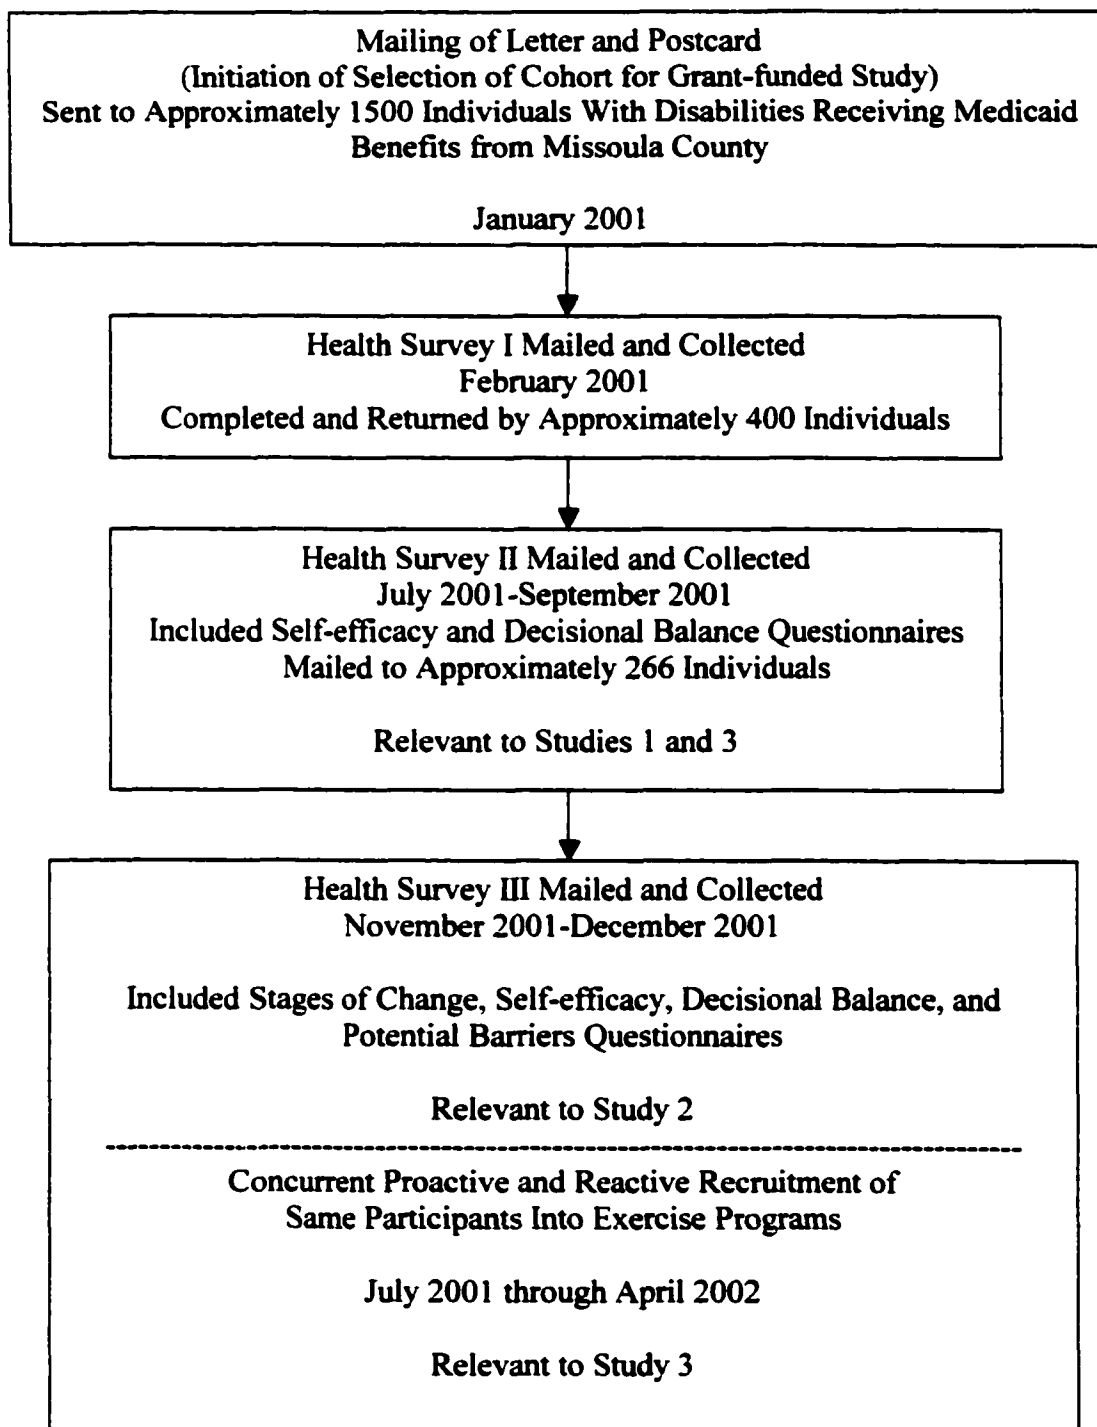 Mailing of Letter and Postcard
(Initiation of Selection of Cohort for Grant-funded Study)
Sent to Approximately 1500 Individuals With Disabilities Receiving Medicaid
Benefits from Missoula County
January 2001
Health Survey I Mailed and Collected
February 2001
Completed and Returned by Approximately 400 Individuals
Health Survey II Mailed and Collected
July 2001-September 2001
Included Self-efficacy and Decisional Balance Questionnaires
Mailed to Approximately 266 Individuals
Relevant to Studies 1 and 3
Health Survey III Mailed and Collected
November 2001-December 2001
Included Stages of Change, Self-efficacy, Decisional Balance, and
Potential Barriers Questionnaires
Relevant to Study 2
Concurrent Proactive and Reactive Recruitment of
Same Participants Into Exercise Programs
July 2001 through April 2002
Relevant to Study 3